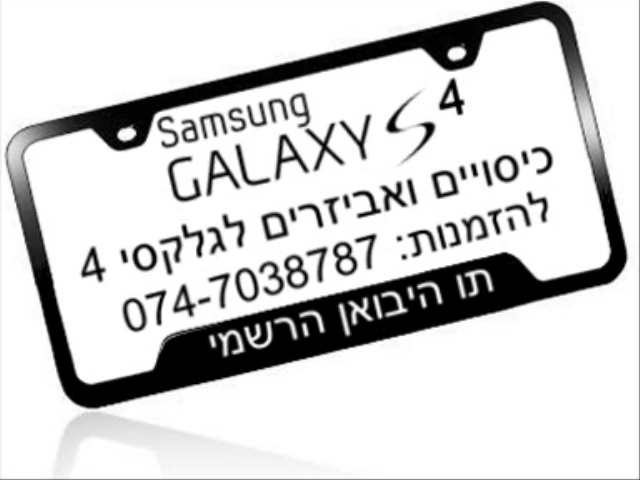 Samsung
GALAXY S4
כיסויים ואביזרים לגלקסי 4
להזמנות: 074-7038787
תו היבואן הרשמי